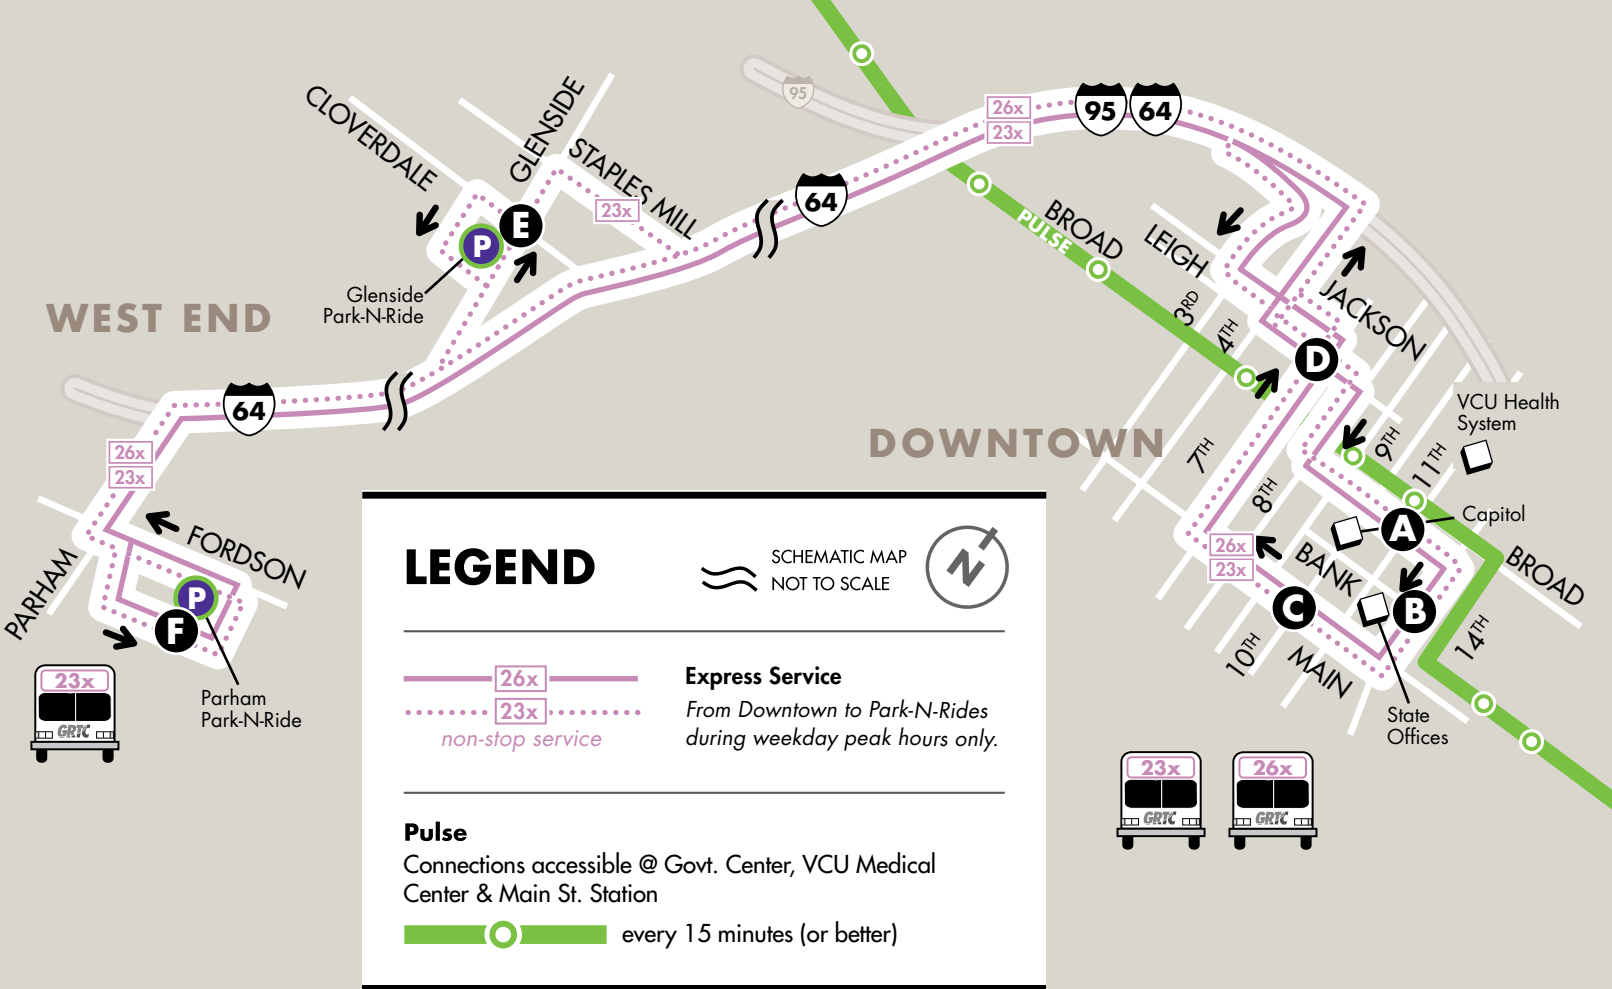 95
26x
23x
95
64
CLOVERDALE
GLENSIDE
STAPLES MILL
23x
E
P
Glenside
Park-N-Ride
64
BROAD
PULSE
LEIGH
3RD
4TH
JACKSON
D
WEST END
64
26x
23x
FORDSON
PARHAM
P
F
Parham
Park-N-Ride
23x
GRTC
DOWNTOWN
7TH
8TH
9TH
11TH
VCU Health
System
Capitol
A
26x
23x
BANK
BROAD
C
B
10TH
MAIN
14TH
State
Offices
23x
GRTC
26x
GRTC
LEGEND
SCHEMATIC MAP
NOT TO SCALE
N
26x
23x
non-stop service
Express Service
From Downtown to Park-N-Rides
during weekday peak hours only.
Pulse
Connections accessible @ Govt. Center, VCU Medical
Center & Main St. Station
every 15 minutes (or better)